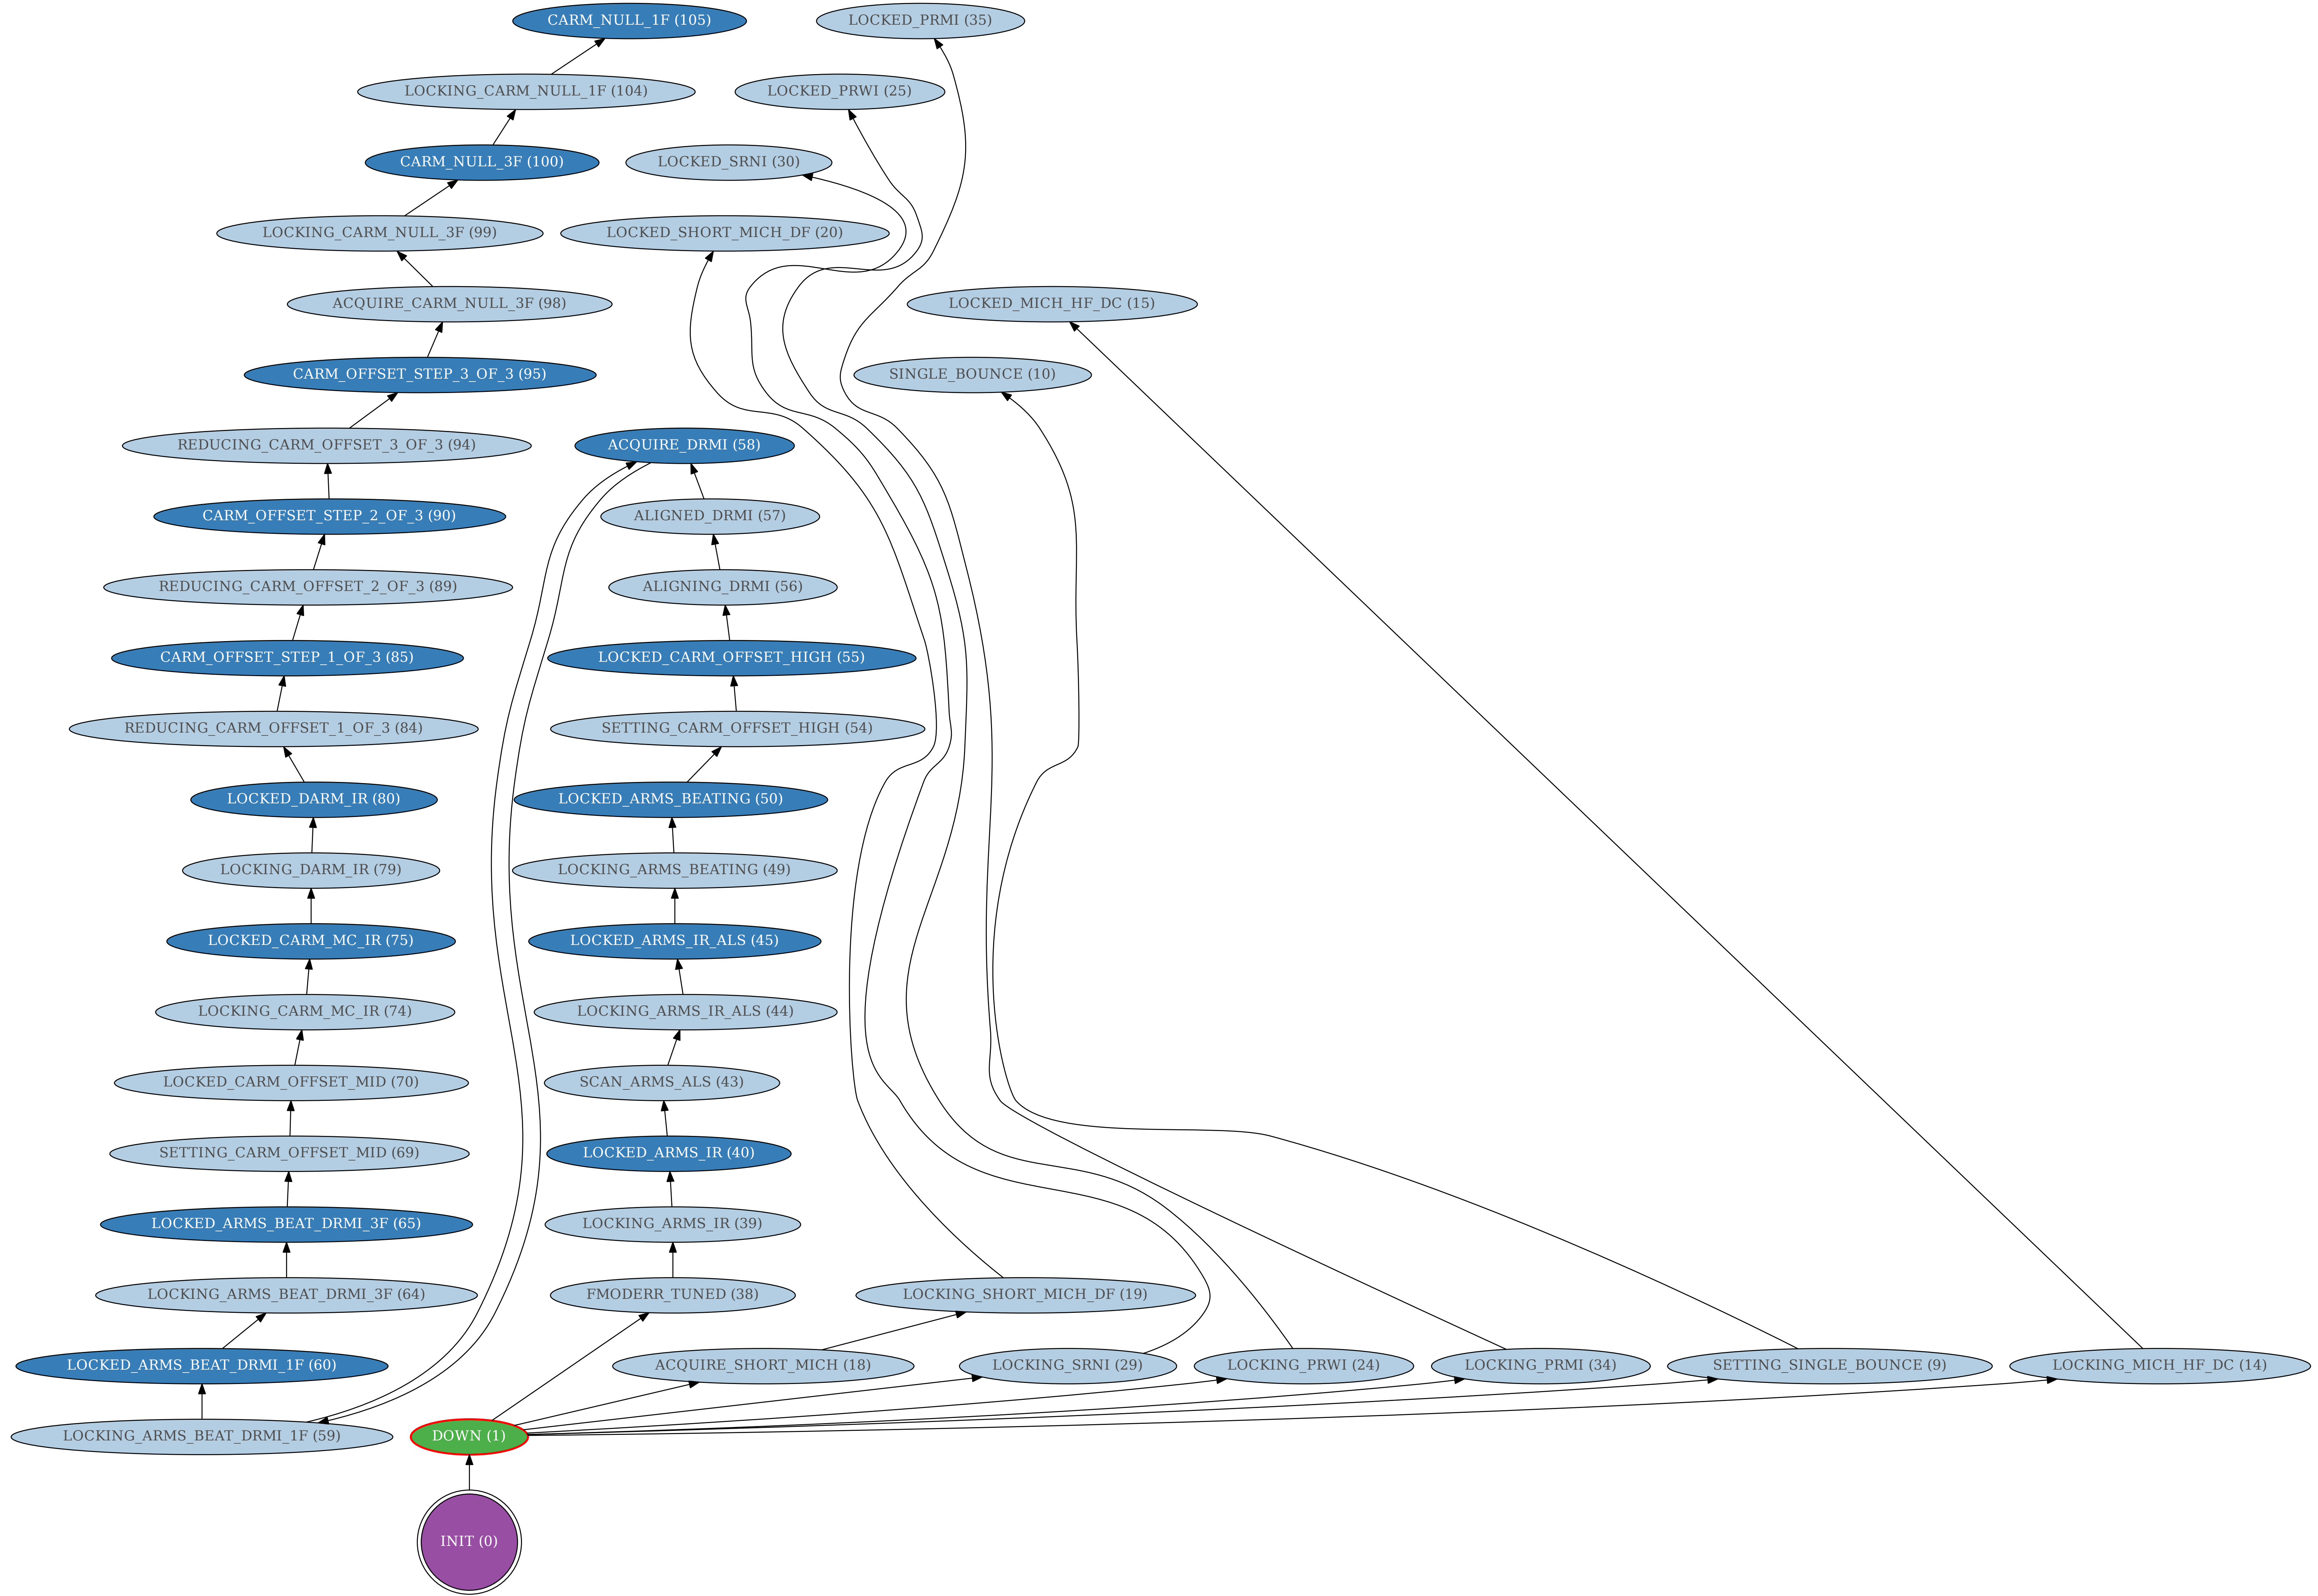 CARM_NULL_1F (105)
LOCKED_PRMI (35)
LOCKING_CARM_NULL_1F (104)
LOCKED_PRWI (25)
CARM_NULL_3F (100)
LOCKED_SRNI (30)
LOCKING_CARM_NULL_3F (99)
LOCKED_SHORT_MICH_DF (20)
ACQUIRE_CARM_NULL_3F (98)
LOCKED_MICH_HF_DC (15)
CARM_OFFSET_STEP_3_OF_3 (95)
SINGLE_BOUNCE (10)
REDUCING_CARM_OFFSET_3_OF_3 (94)
ACQUIRE_DRMI (58)
CARM_OFFSET_STEP_2_OF_3 (90)
ALIGNED_DRMI (57)
REDUCING_CARM_OFFSET_2_OF_3 (89)
ALIGNING_DRMI (56)
CARM_OFFSET_STEP_1_OF_3 (85)
LOCKED_CARM_OFFSET_HIGH (55)
REDUCING_CARM_OFFSET_1_OF_3 (84)
SETTING_CARM_OFFSET_HIGH (54)
LOCKED_DARM_IR (80)
LOCKED_ARMS_BEATING (50)
LOCKING_DARM_IR (79)
LOCKING_ARMS_BEATING (49)
LOCKED_CARM_MC_IR (75)
LOCKED_ARMS_IR_ALS (45)
LOCKING_CARM_MC_IR (74)
LOCKING_ARMS_IR_ALS (44)
LOCKED_CARM_OFFSET_MID (70)
SCAN_ARMS_ALS (43)
SETTING_CARM_OFFSET_MID (69)
LOCKED_ARMS_IR (40)
LOCKED_ARMS_BEAT_DRMI_3F (65)
LOCKING_ARMS_IR (39)
LOCKING_ARMS_BEAT_DRMI_3F (64)
FMODERR_TUNED (38)
LOCKING_SHORT_MICH_DF (19)
LOCKED_ARMS_BEAT_DRMI_1F (60)
ACQUIRE_SHORT_MICH (18)
LOCKING_SRNI (29)
LOCKING_PRWI (24)
LOCKING_PRMI (34)
SETTING_SINGLE_BOUNCE (9)
LOCKING_MICH_HF_DC (14)
LOCKING_ARMS_BEAT_DRMI_1F (59)
DOWN (1)
INIT (0)